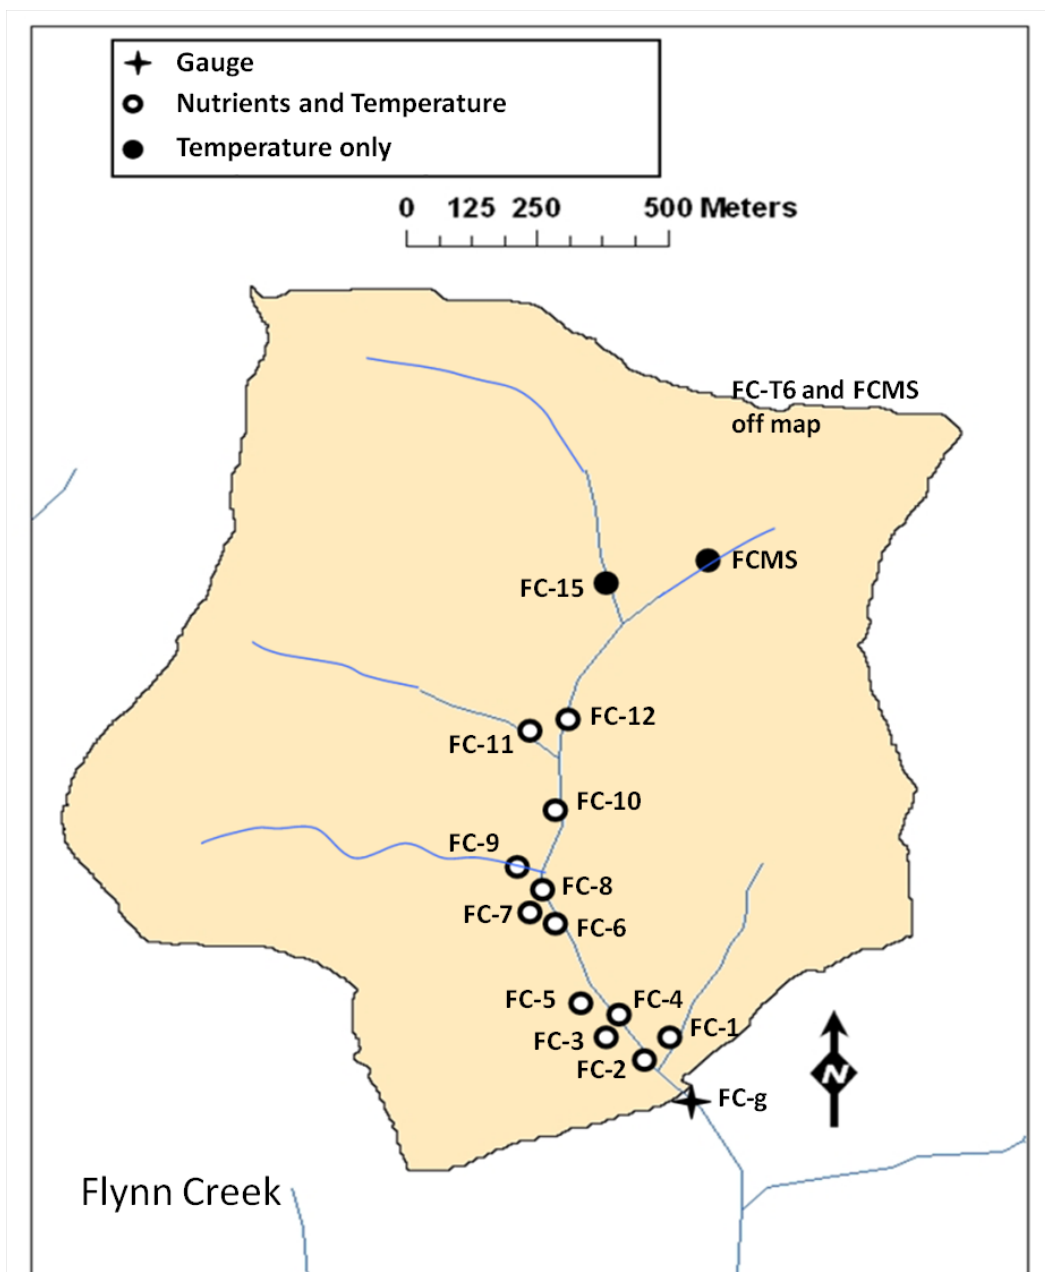 Gauge
Nutrients and Temperature
Temperature only
0 125 250 500 Meters
FC-T6 and FCMS
off map
FCMS
FC-15
FC-12
FC-11
FC-10
FC-9
FC-8
FC-7
FC-6
FC-5
FC-4
FC-1
FC-3
FC-2
N
FC-g
Flynn Creek